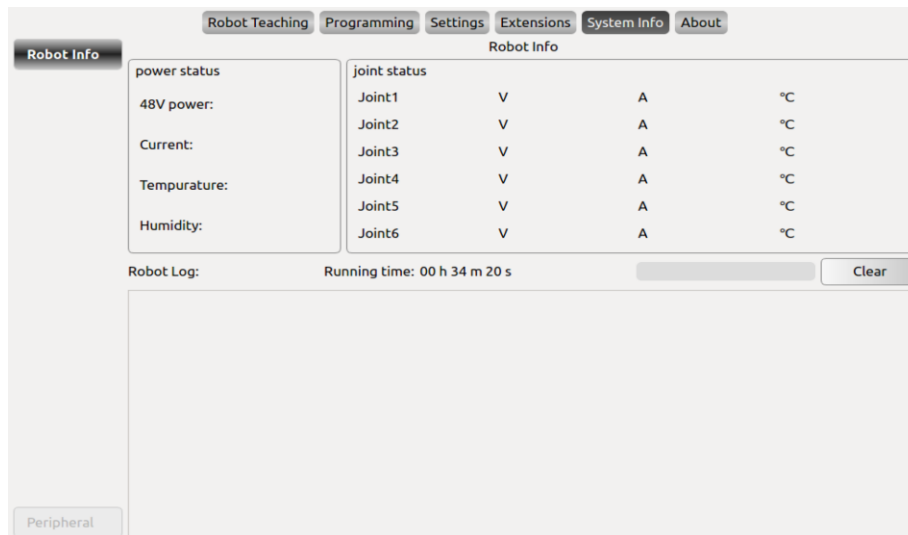 Robot Teaching Programming Settings Extensions System Info About
Robot Info
Robot Info
power status
48V power:
Current:
Tempurature:
Humidity:
joint status
Joint1 V A °C
Joint2 V A °C
Joint3 V A °C
Joint4 V A °C
Joint5 V A °C
Joint6 V A °C
Robot Log: Running time: 00 h 34 m 20 s Clear
Peripheral